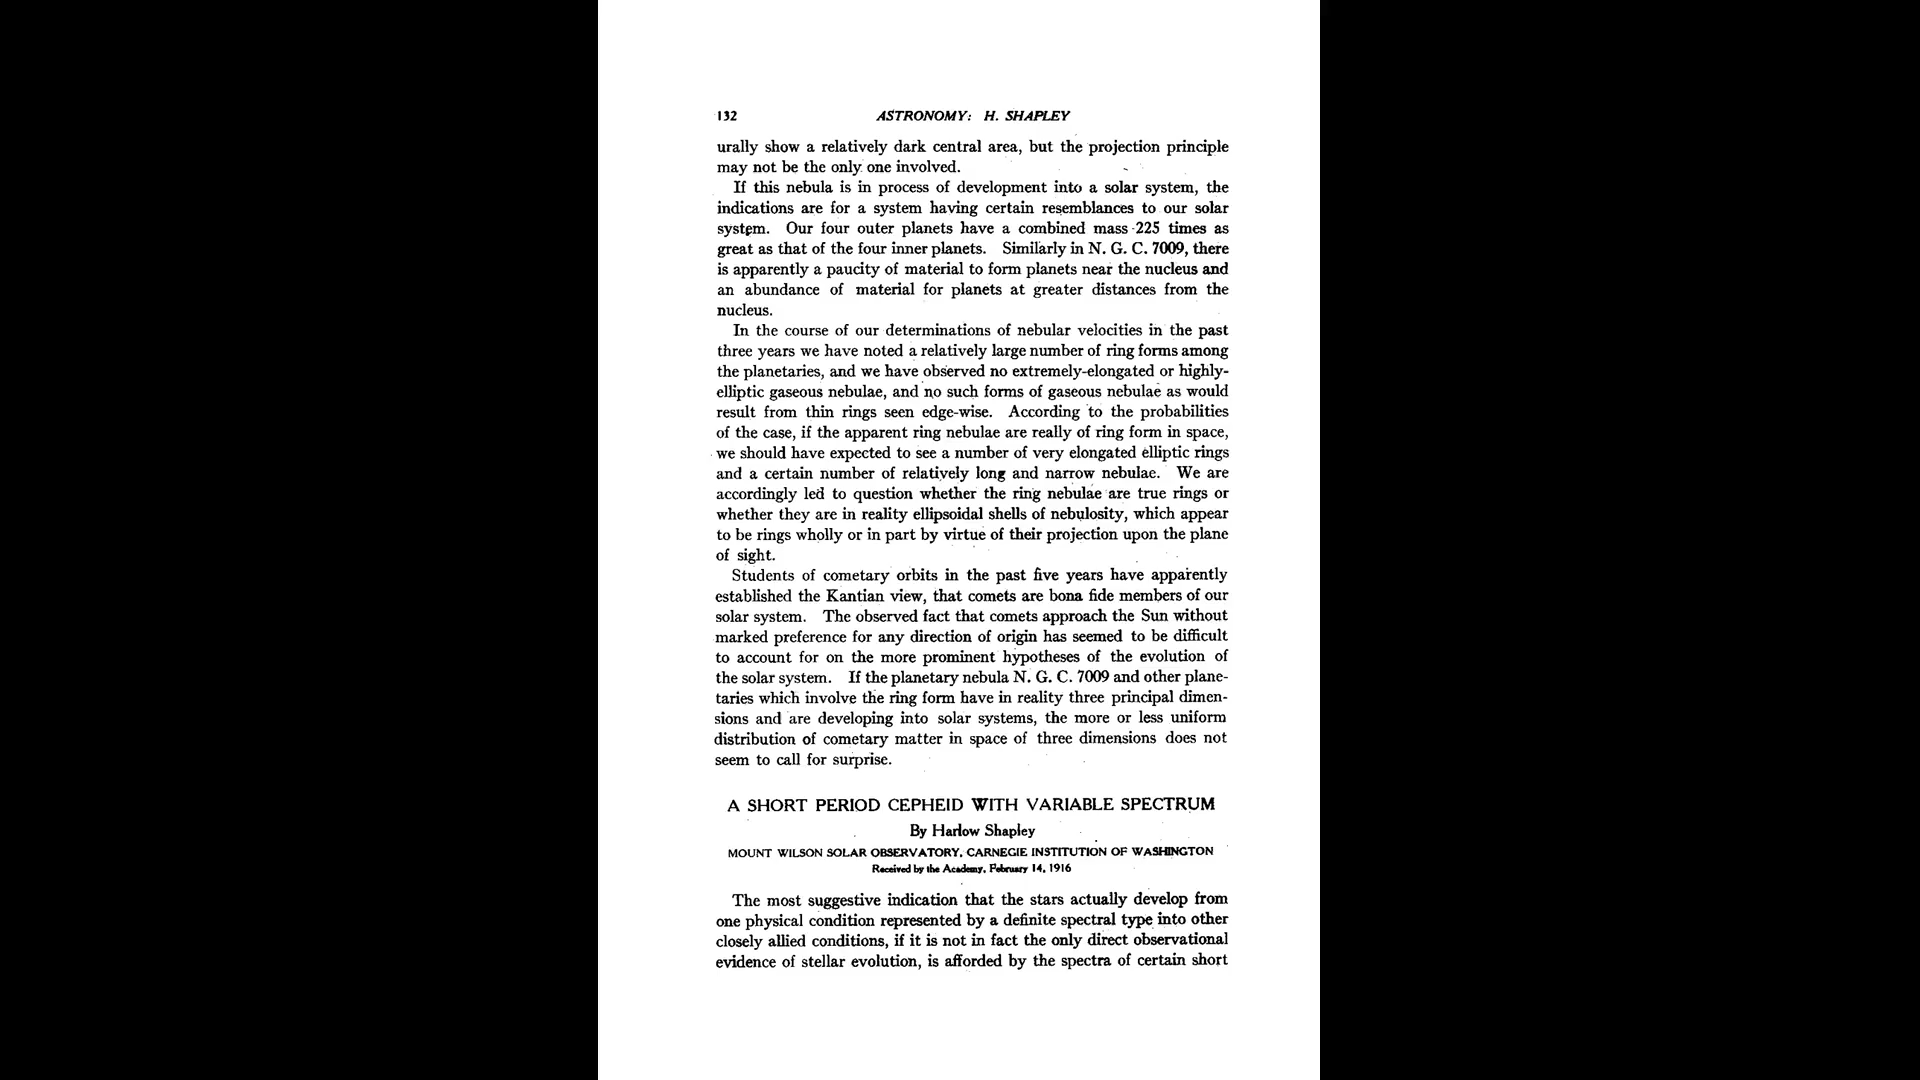 132
ASTRONOMY: H. SHAPLEY
urally show a relatively dark central area, but the projection principle
may not be the only one involved.
If this nebula is in process of development into a solar system, the
indications are for a system having certain resemblances to our solar
system. Our four outer planets have a combined mass 225 times as
great as that of the four inner planets. Similarly in N. G. C. 7009, there
is apparently a paucity of material to form planets near the nucleus and
an abundance of material for planets at greater distances from the
nucleus.
In the course of our determinations of nebular velocities in the past
three years we have noted a relatively large number of ring forms among
the planetaries, and we have observed no extremely-elongated or highly-
elliptic gaseous nebulae, and no such forms of gaseous nebulae as would
result from thin rings seen edge-wise. According to the probabilities
of the case, if the apparent ring nebulae are really of ring form in space,
we should have expected to see a number of very elongated elliptic rings
and a certain number of relatively long and narrow nebulae. We are
accordingly led to question whether the ring nebulae are true rings or
whether they are in reality ellipsoidal shells of nebulosity, which appear
to be rings wholly or in part by virtue of their projection upon the plane
of sight.
Students of cometary orbits in the past five years have apparently
established the Kantian view, that comets are bona fide members of our
solar system. The observed fact that comets approach the Sun without
marked preference for any direction of origin has seemed to be difficult
to account for on the more prominent hypotheses of the evolution of
the solar system. If the planetary nebula N. G. C. 7009 and other plane-
taries which involve the ring form have in reality three principal dimen-
sions and are developing into solar systems, the more or less uniform
distribution of cometary matter in space of three dimensions does not
seem to call for surprise.
A SHORT PERIOD CEPHEID WITH VARIABLE SPECTRUM
By Harlow Shapley
MOUNT WILSON SOLAR OBSERVATORY, CARNEGIE INSTITUTION OF WASHINGTON
Received by the Academy, February 14, 1916
The most suggestive indication that the stars actually develop from
one physical condition represented by a definite spectral type into other
closely allied conditions, if it is not in fact the only direct observational
evidence of stellar evolution, is afforded by the spectra of certain short